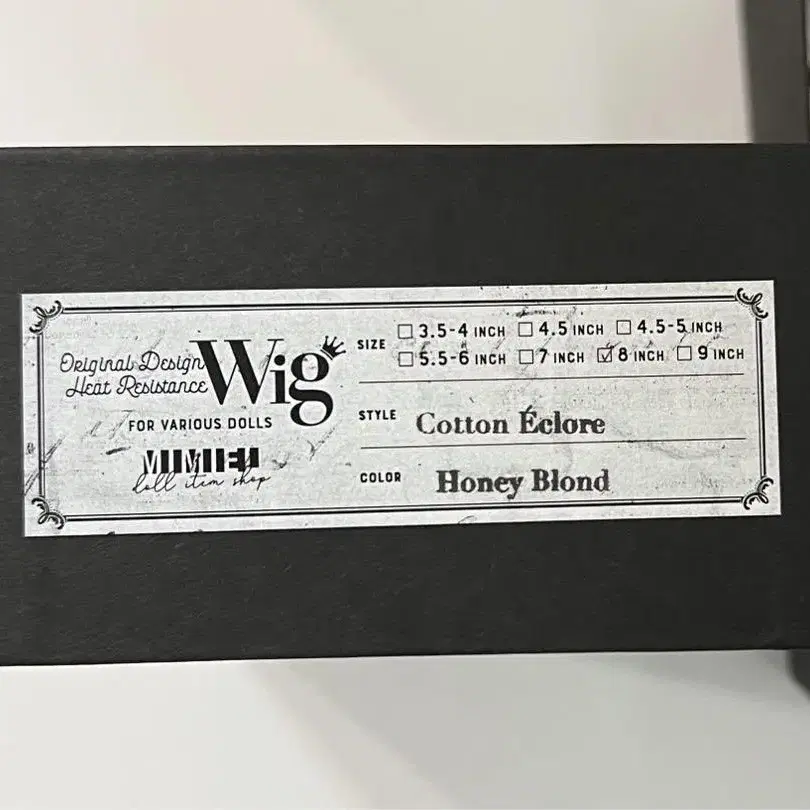 Original Design
Heat Resistance
Wig
FOR VARIOUS DOLLS
doll item shop
SIZE
☐ 3.5-4 INCH ☐ 4.5 INCH ☐ 4.5-5 INCH
☐ 5.5-6 INCH ☐ 7 INCH ☑ 8 INCH ☐ 9 INCH
STYLE
Cotton Éclore
COLOR
Honey Blond